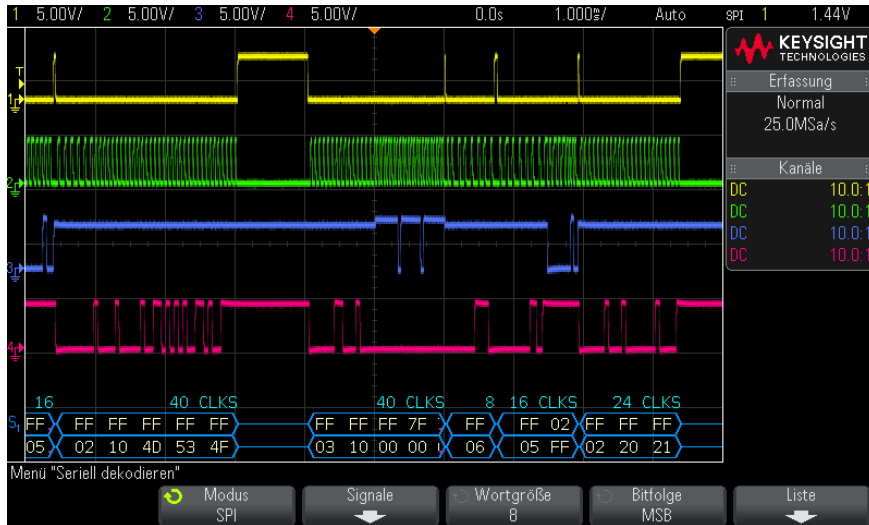 1 5.00V/ 2 5.00V/ 3 5.00V/ 4 5.00V/ 0.0s 1.000ms/ Auto SPI 1 1.44V
KEYSIGHT
TECHNOLOGIES
Erfassung
Normal
25.0MSa/s
Kanäle
DC 10.0:1
DC 10.0:1
DC 10.0:1
DC 10.0:1
T
1
2
3
4
16 40 CLKS 40 CLKS 8 16 CLKS 24 CLKS
S1 FF FF FF FF FF FF FF FF FF 7F FF FF 02 FF FF FF
05 02 10 4D 53 4F 03 10 00 00 06 05 FF 02 20 21
Menü "Seriell dekodieren"
Modus Signale Wortgröße Bitfolge Liste
SPI 8 MSB